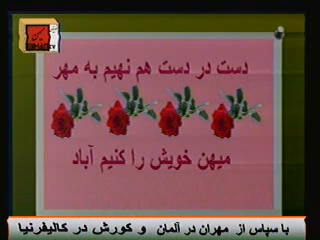 دست در دست هم نهیم به مهر
میهن خویش را کنیم آباد
با سپاس از مهران در آلمان و کورش در کالیفرنیا